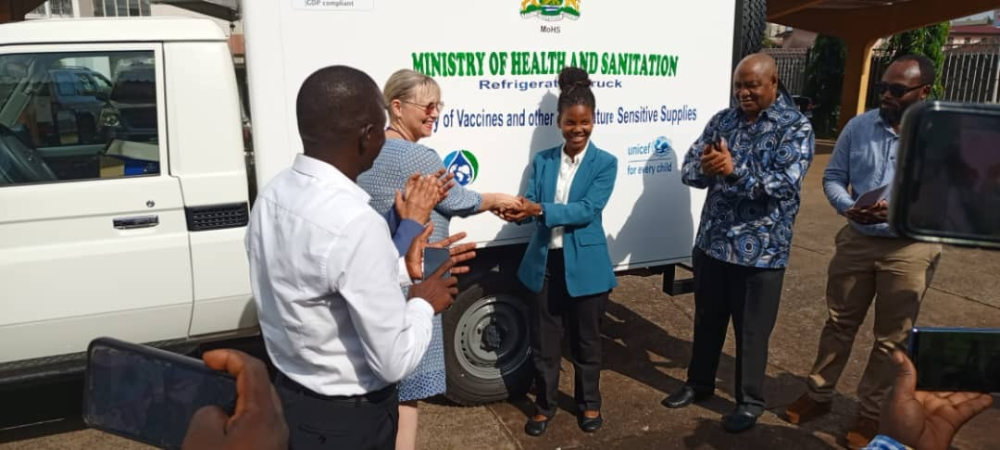 GDP compliant
MoHS
MINISTRY OF HEALTH AND SANITATION
Refrigerat ruck
y of Vaccines and other ture Sensitive Supplies
unicef
for every child